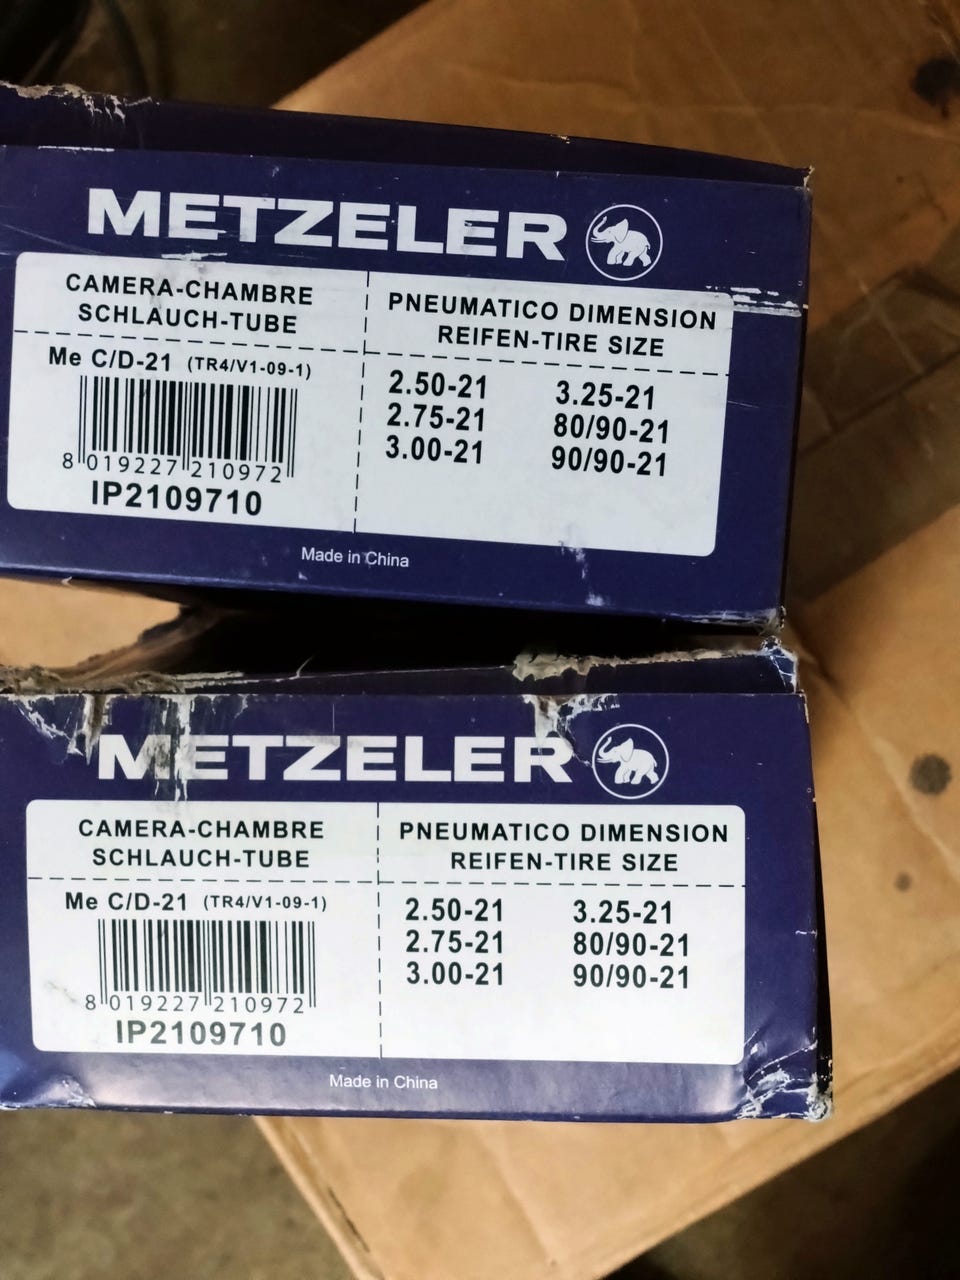 METZELER
CAMERA-CHAMBRE
SCHLAUCH-TUBE
PNEUMATICO DIMENSION
REIFEN-TIRE SIZE
Me C/D-21 (TR4/V1-09-1)
8 019227 210972
IP2109710
2.50-21 3.25-21
2.75-21 80/90-21
3.00-21 90/90-21
Made in China
METZELER
CAMERA-CHAMBRE
SCHLAUCH-TUBE
PNEUMATICO DIMENSION
REIFEN-TIRE SIZE
Me C/D-21 (TR4/V1-09-1)
8 019227 210972
IP2109710
2.50-21 3.25-21
2.75-21 80/90-21
3.00-21 90/90-21
Made in China